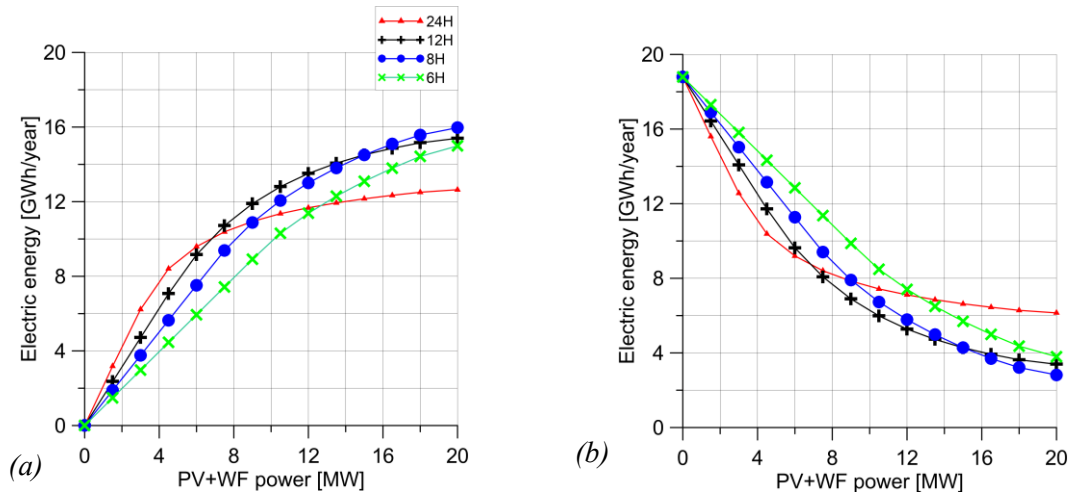 24H
12H
8H
6H
Electric energy [GWh/year]
20
16
12
8
4
0
0 4 8 12 16 20
PV+WF power [MW]
(a)
Electric energy [GWh/year]
20
16
12
8
4
0
0 4 8 12 16 20
PV+WF power [MW]
(b)